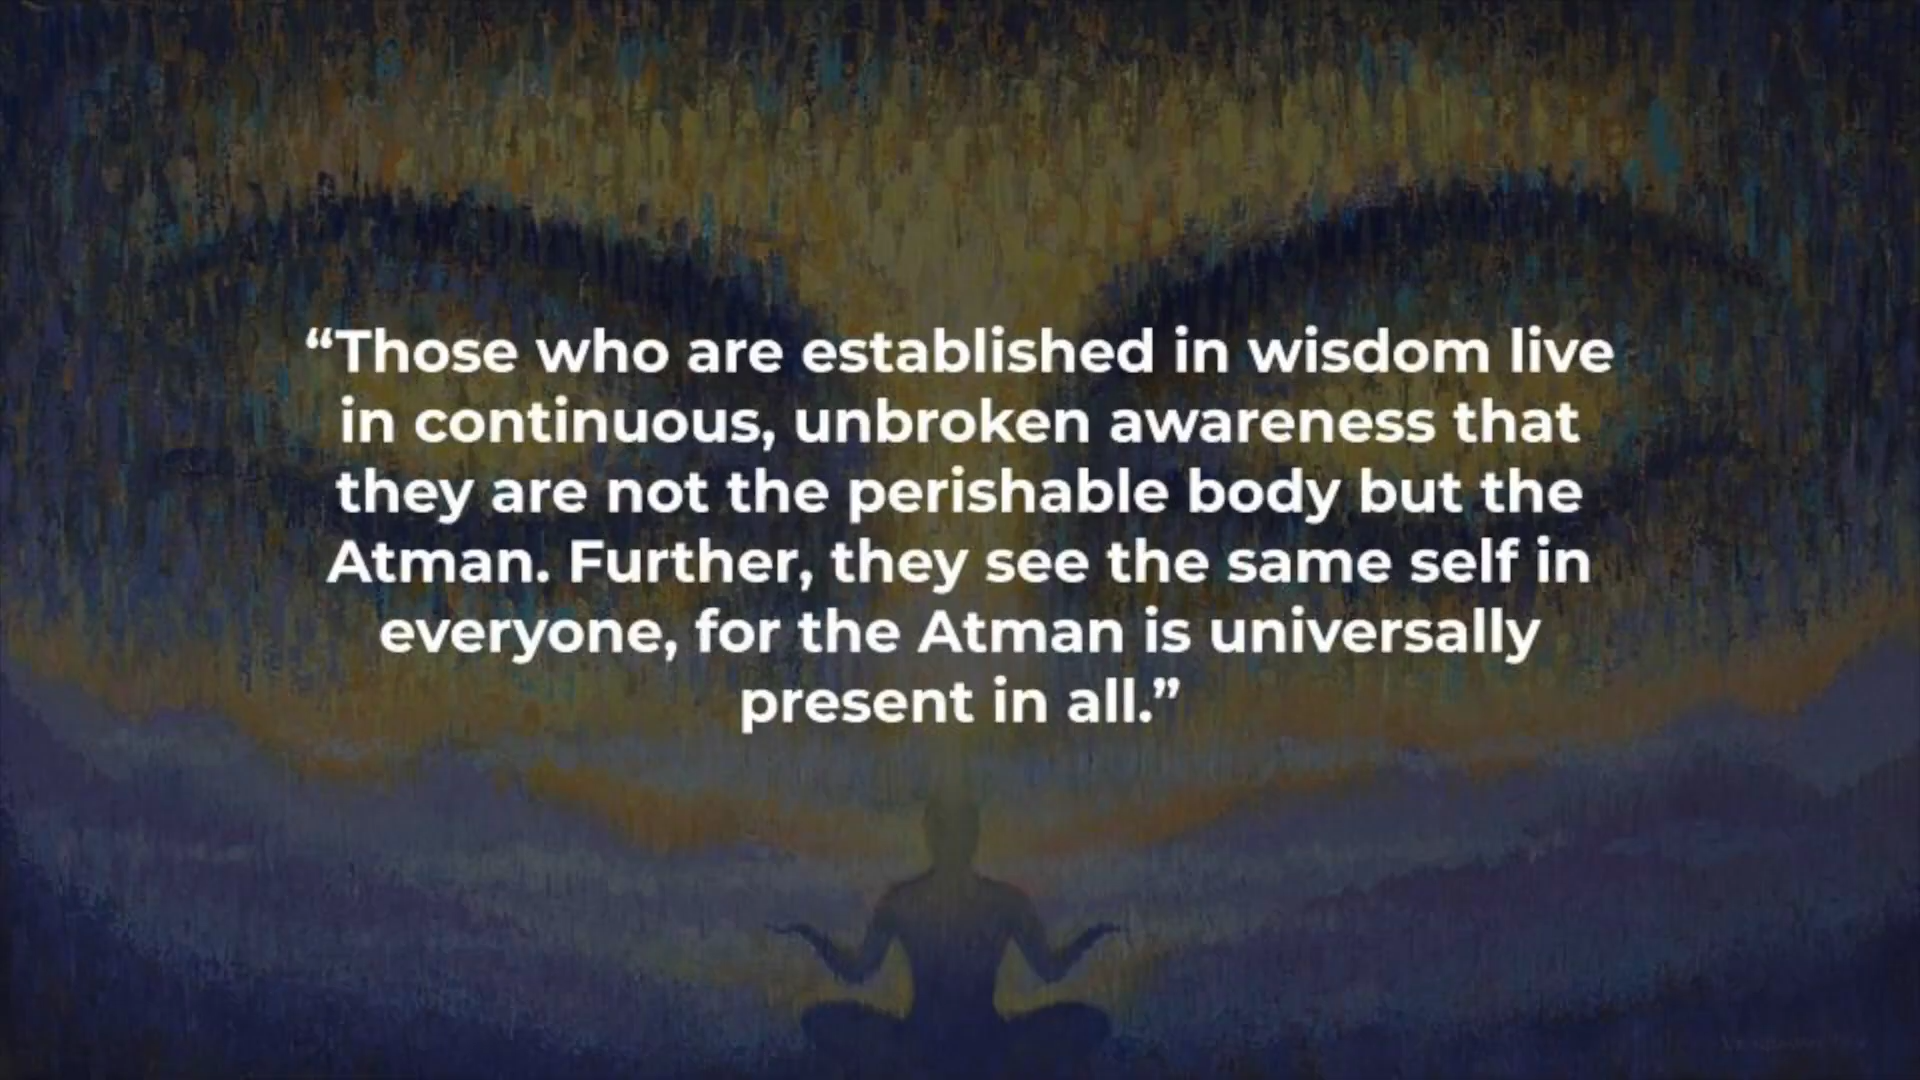 “Those who are established in wisdom live
in continuous, unbroken awareness that
they are not the perishable body but the
Atman. Further, they see the same self in
everyone, for the Atman is universally
present in all.”